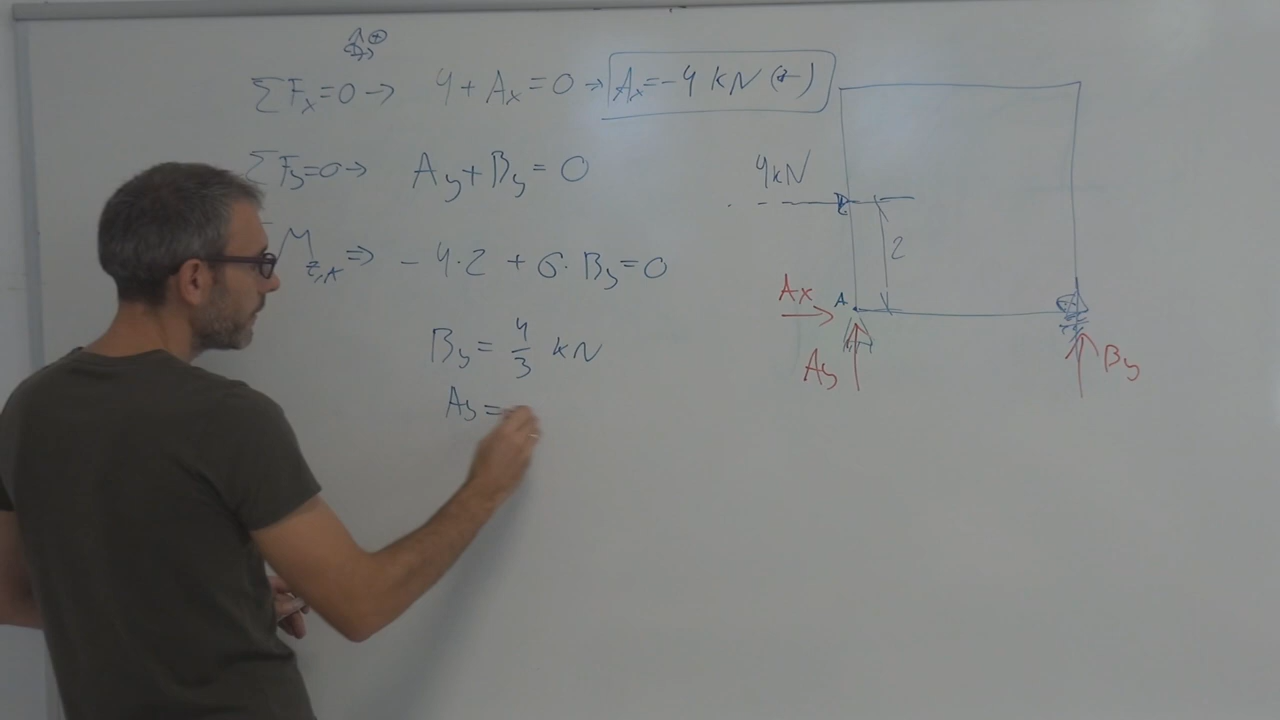 ΣFx=0→ 4+Ax=0→ Ax=-4 kN (←)
ΣFy=0→ Ay+By=0
Mz,A⇒ -4·2+6·By=0
By=4/3 kN
Ay=
4kN
2
Ax
A
Ay
By